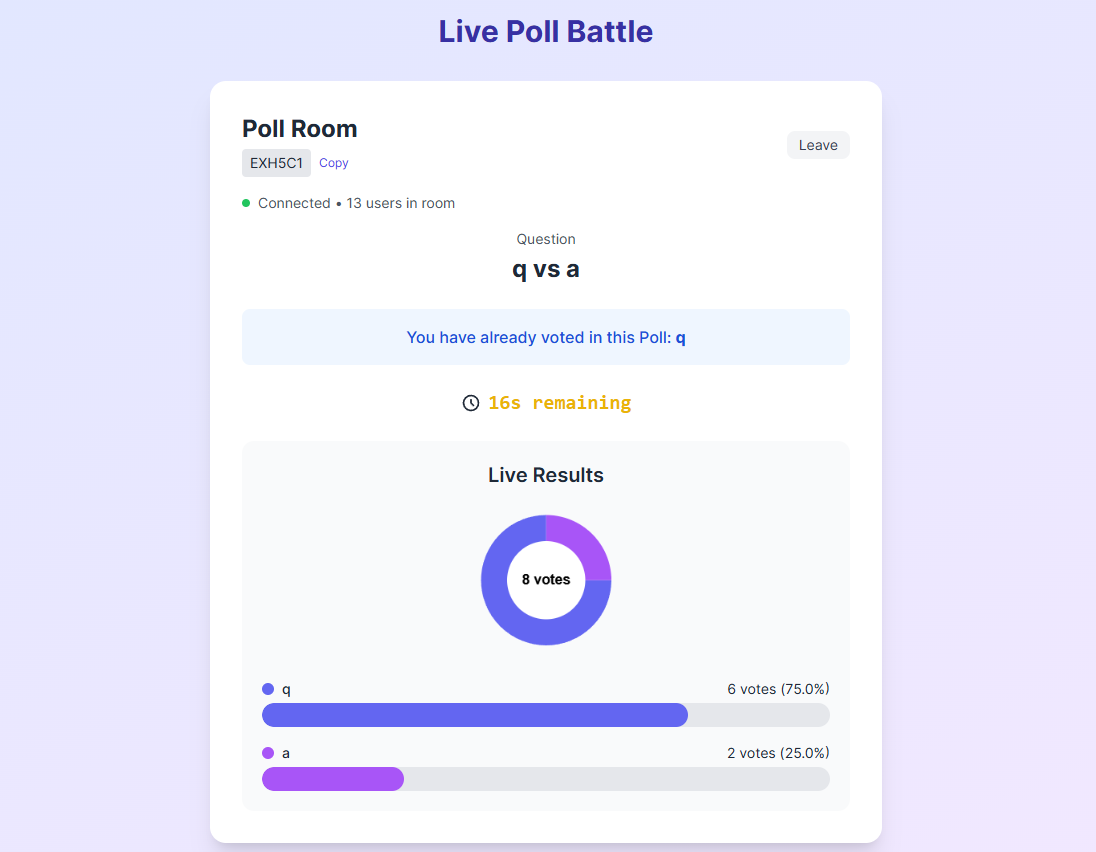 Live Poll Battle
Poll Room
Leave
EXH5C1 Copy
Connected • 13 users in room
Question
q vs a
You have already voted in this Poll: q
16s remaining
Live Results
8 votes
q 6 votes (75.0%)
a 2 votes (25.0%)